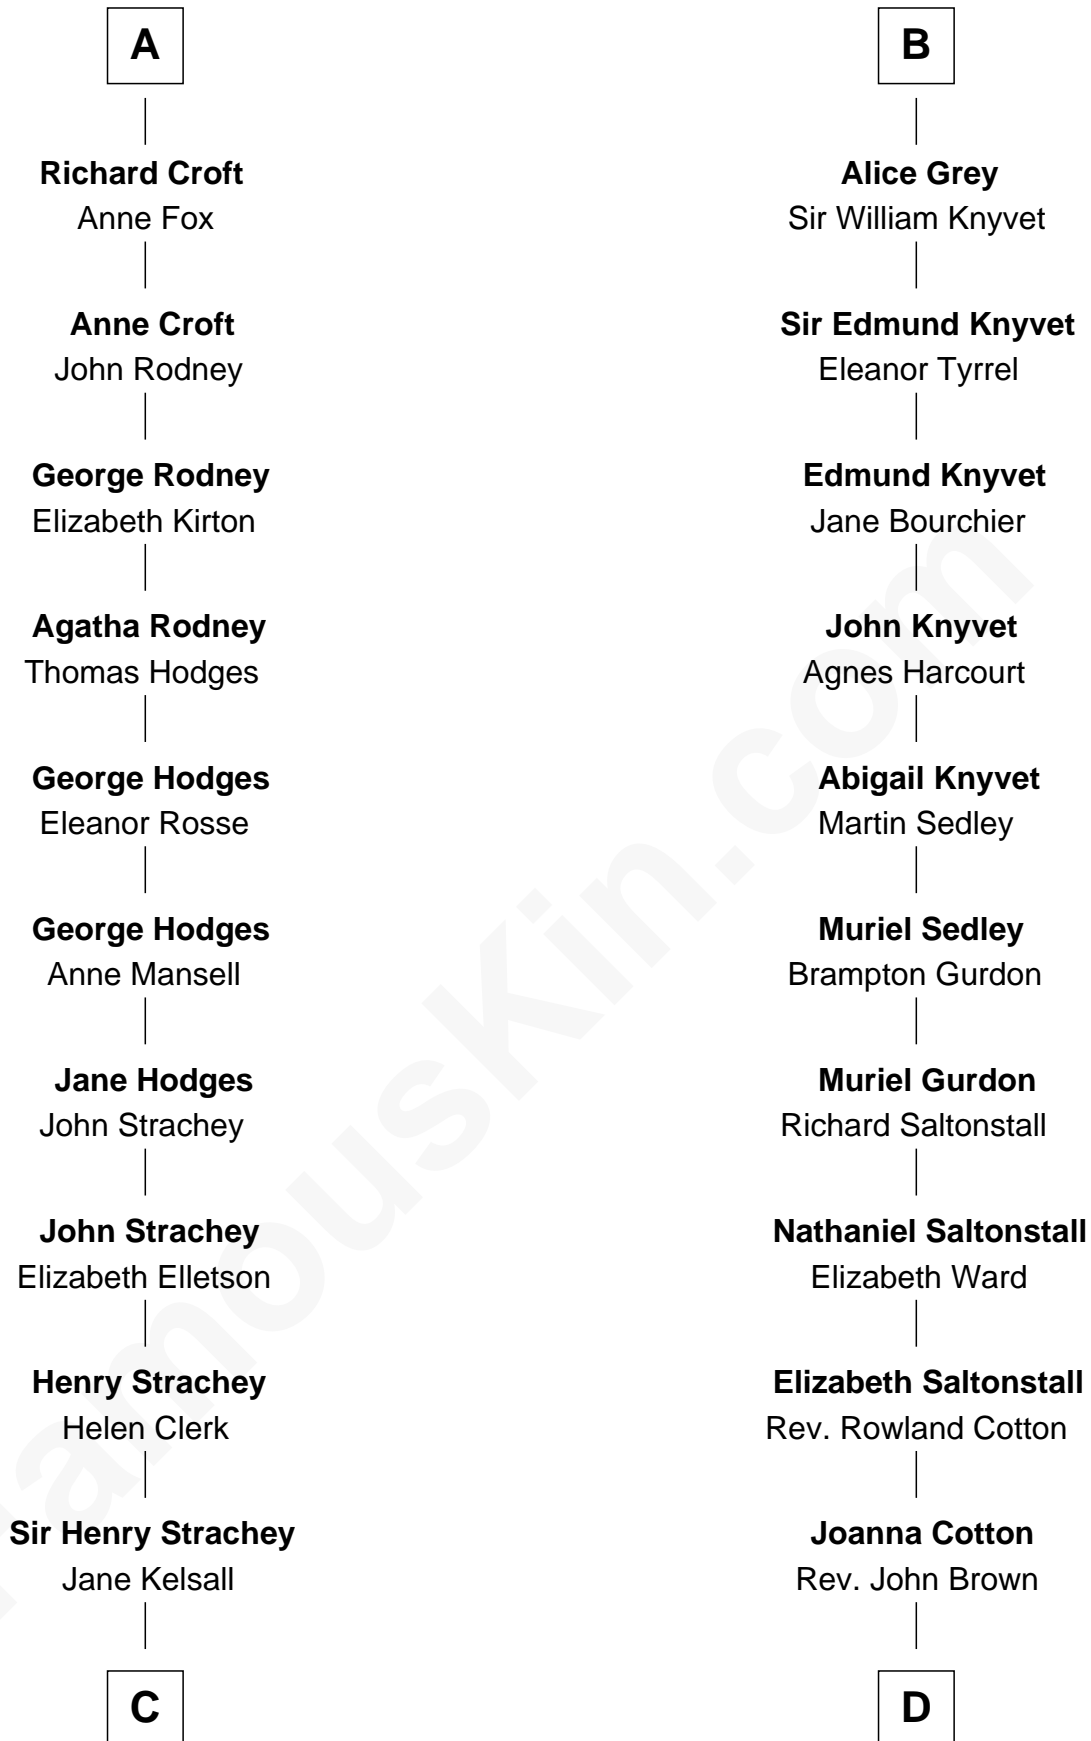 A
Richard Croft
Anne Fox
Anne Croft
John Rodney
George Rodney
Elizabeth Kirton
Agatha Rodney
Thomas Hodges
George Hodges
Eleanor Rosse
George Hodges
Anne Mansell
Jane Hodges
John Strachey
John Strachey
Elizabeth Elletson
Henry Strachey
Helen Clerk
Sir Henry Strachey
Jane Kelsall
C
B
Alice Grey
Sir William Knyvet
Sir Edmund Knyvet
Eleanor Tyrrel
Edmund Knyvet
Jane Bourchier
John Knyvet
Agnes Harcourt
Abigail Knyvet
Martin Sedley
Muriel Sedley
Brampton Gurdon
Muriel Gurdon
Richard Saltonstall
Nathaniel Saltonstall
Elizabeth Ward
Elizabeth Saltonstall
Rev. Rowland Cotton
Joanna Cotton
Rev. John Brown
D
FamousKin.com